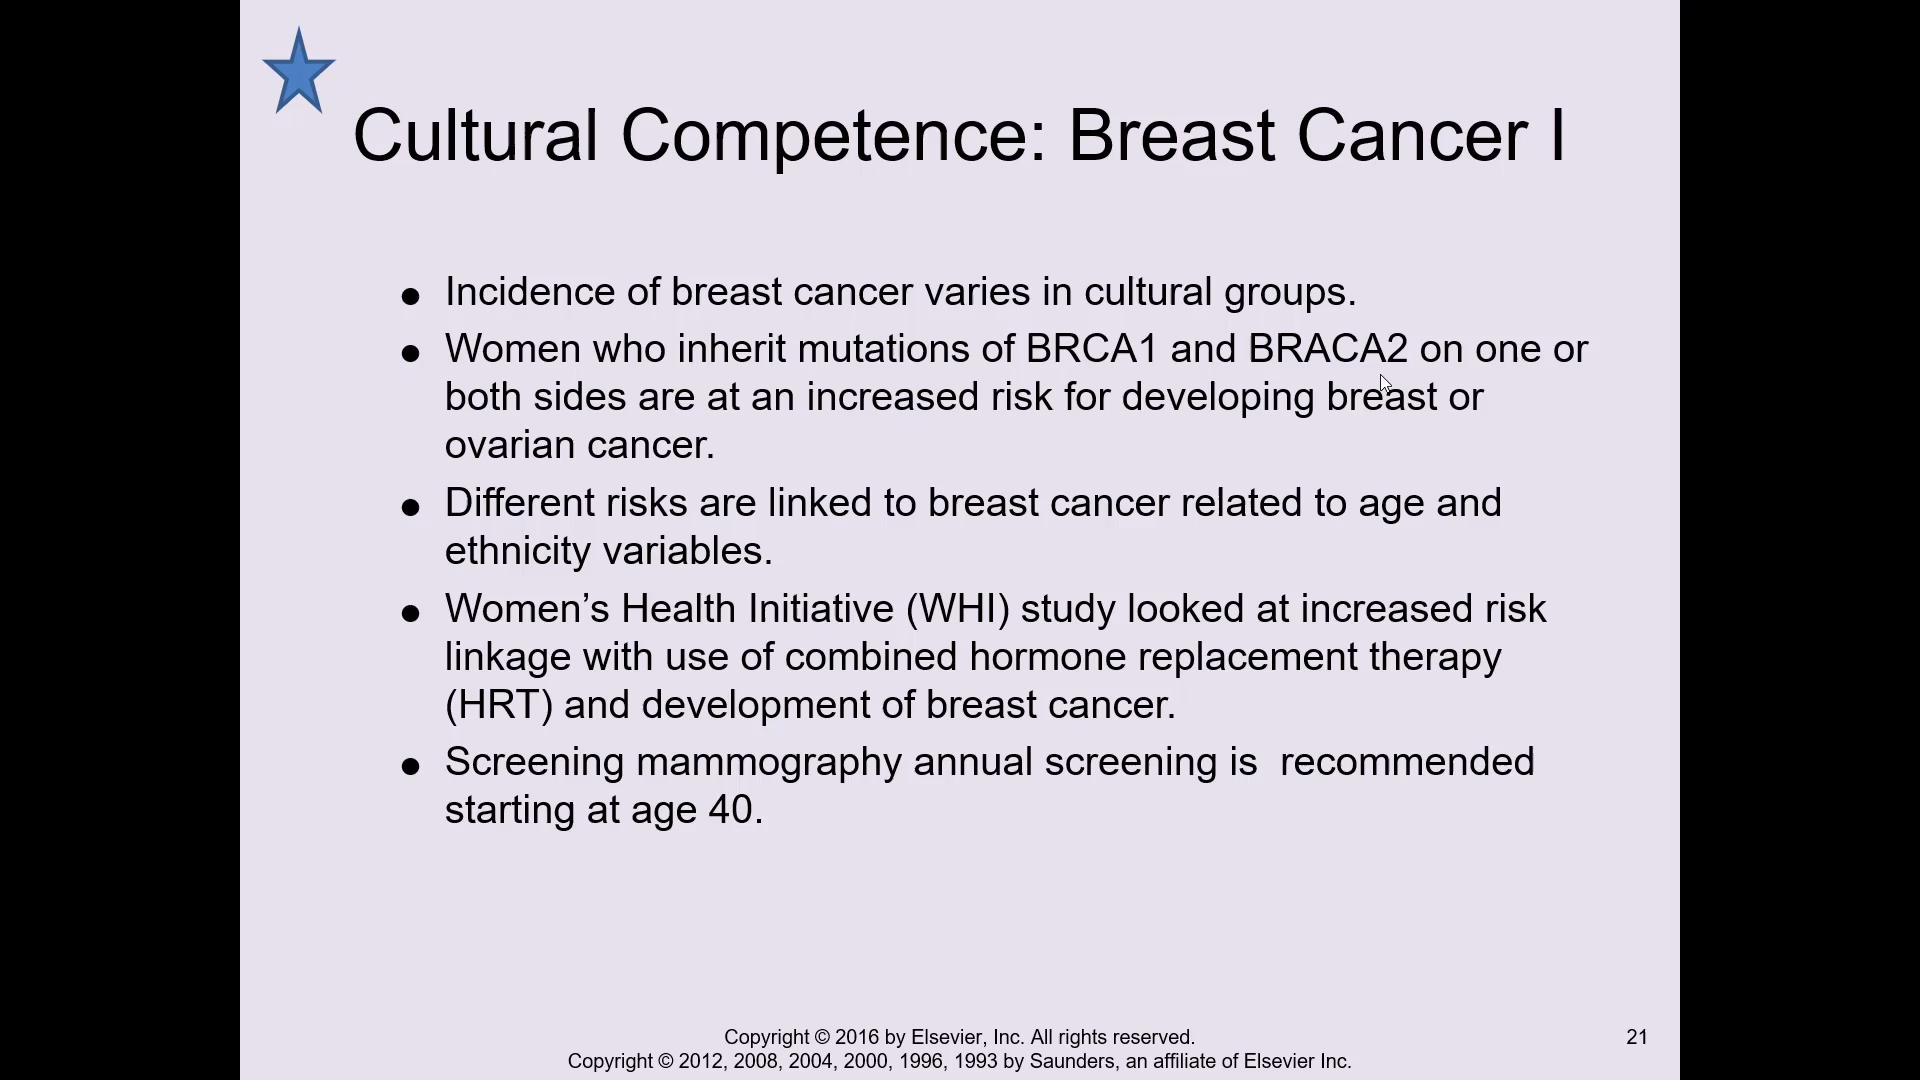 Cultural Competence: Breast Cancer I
● Incidence of breast cancer varies in cultural groups.
● Women who inherit mutations of BRCA1 and BRACA2 on one or
both sides are at an increased risk for developing breast or
ovarian cancer.
● Different risks are linked to breast cancer related to age and
ethnicity variables.
● Women’s Health Initiative (WHI) study looked at increased risk
linkage with use of combined hormone replacement therapy
(HRT) and development of breast cancer.
● Screening mammography annual screening is  recommended
starting at age 40.
Copyright © 2016 by Elsevier, Inc. All rights reserved.
Copyright © 2012, 2008, 2004, 2000, 1996, 1993 by Saunders, an affiliate of Elsevier Inc.
21